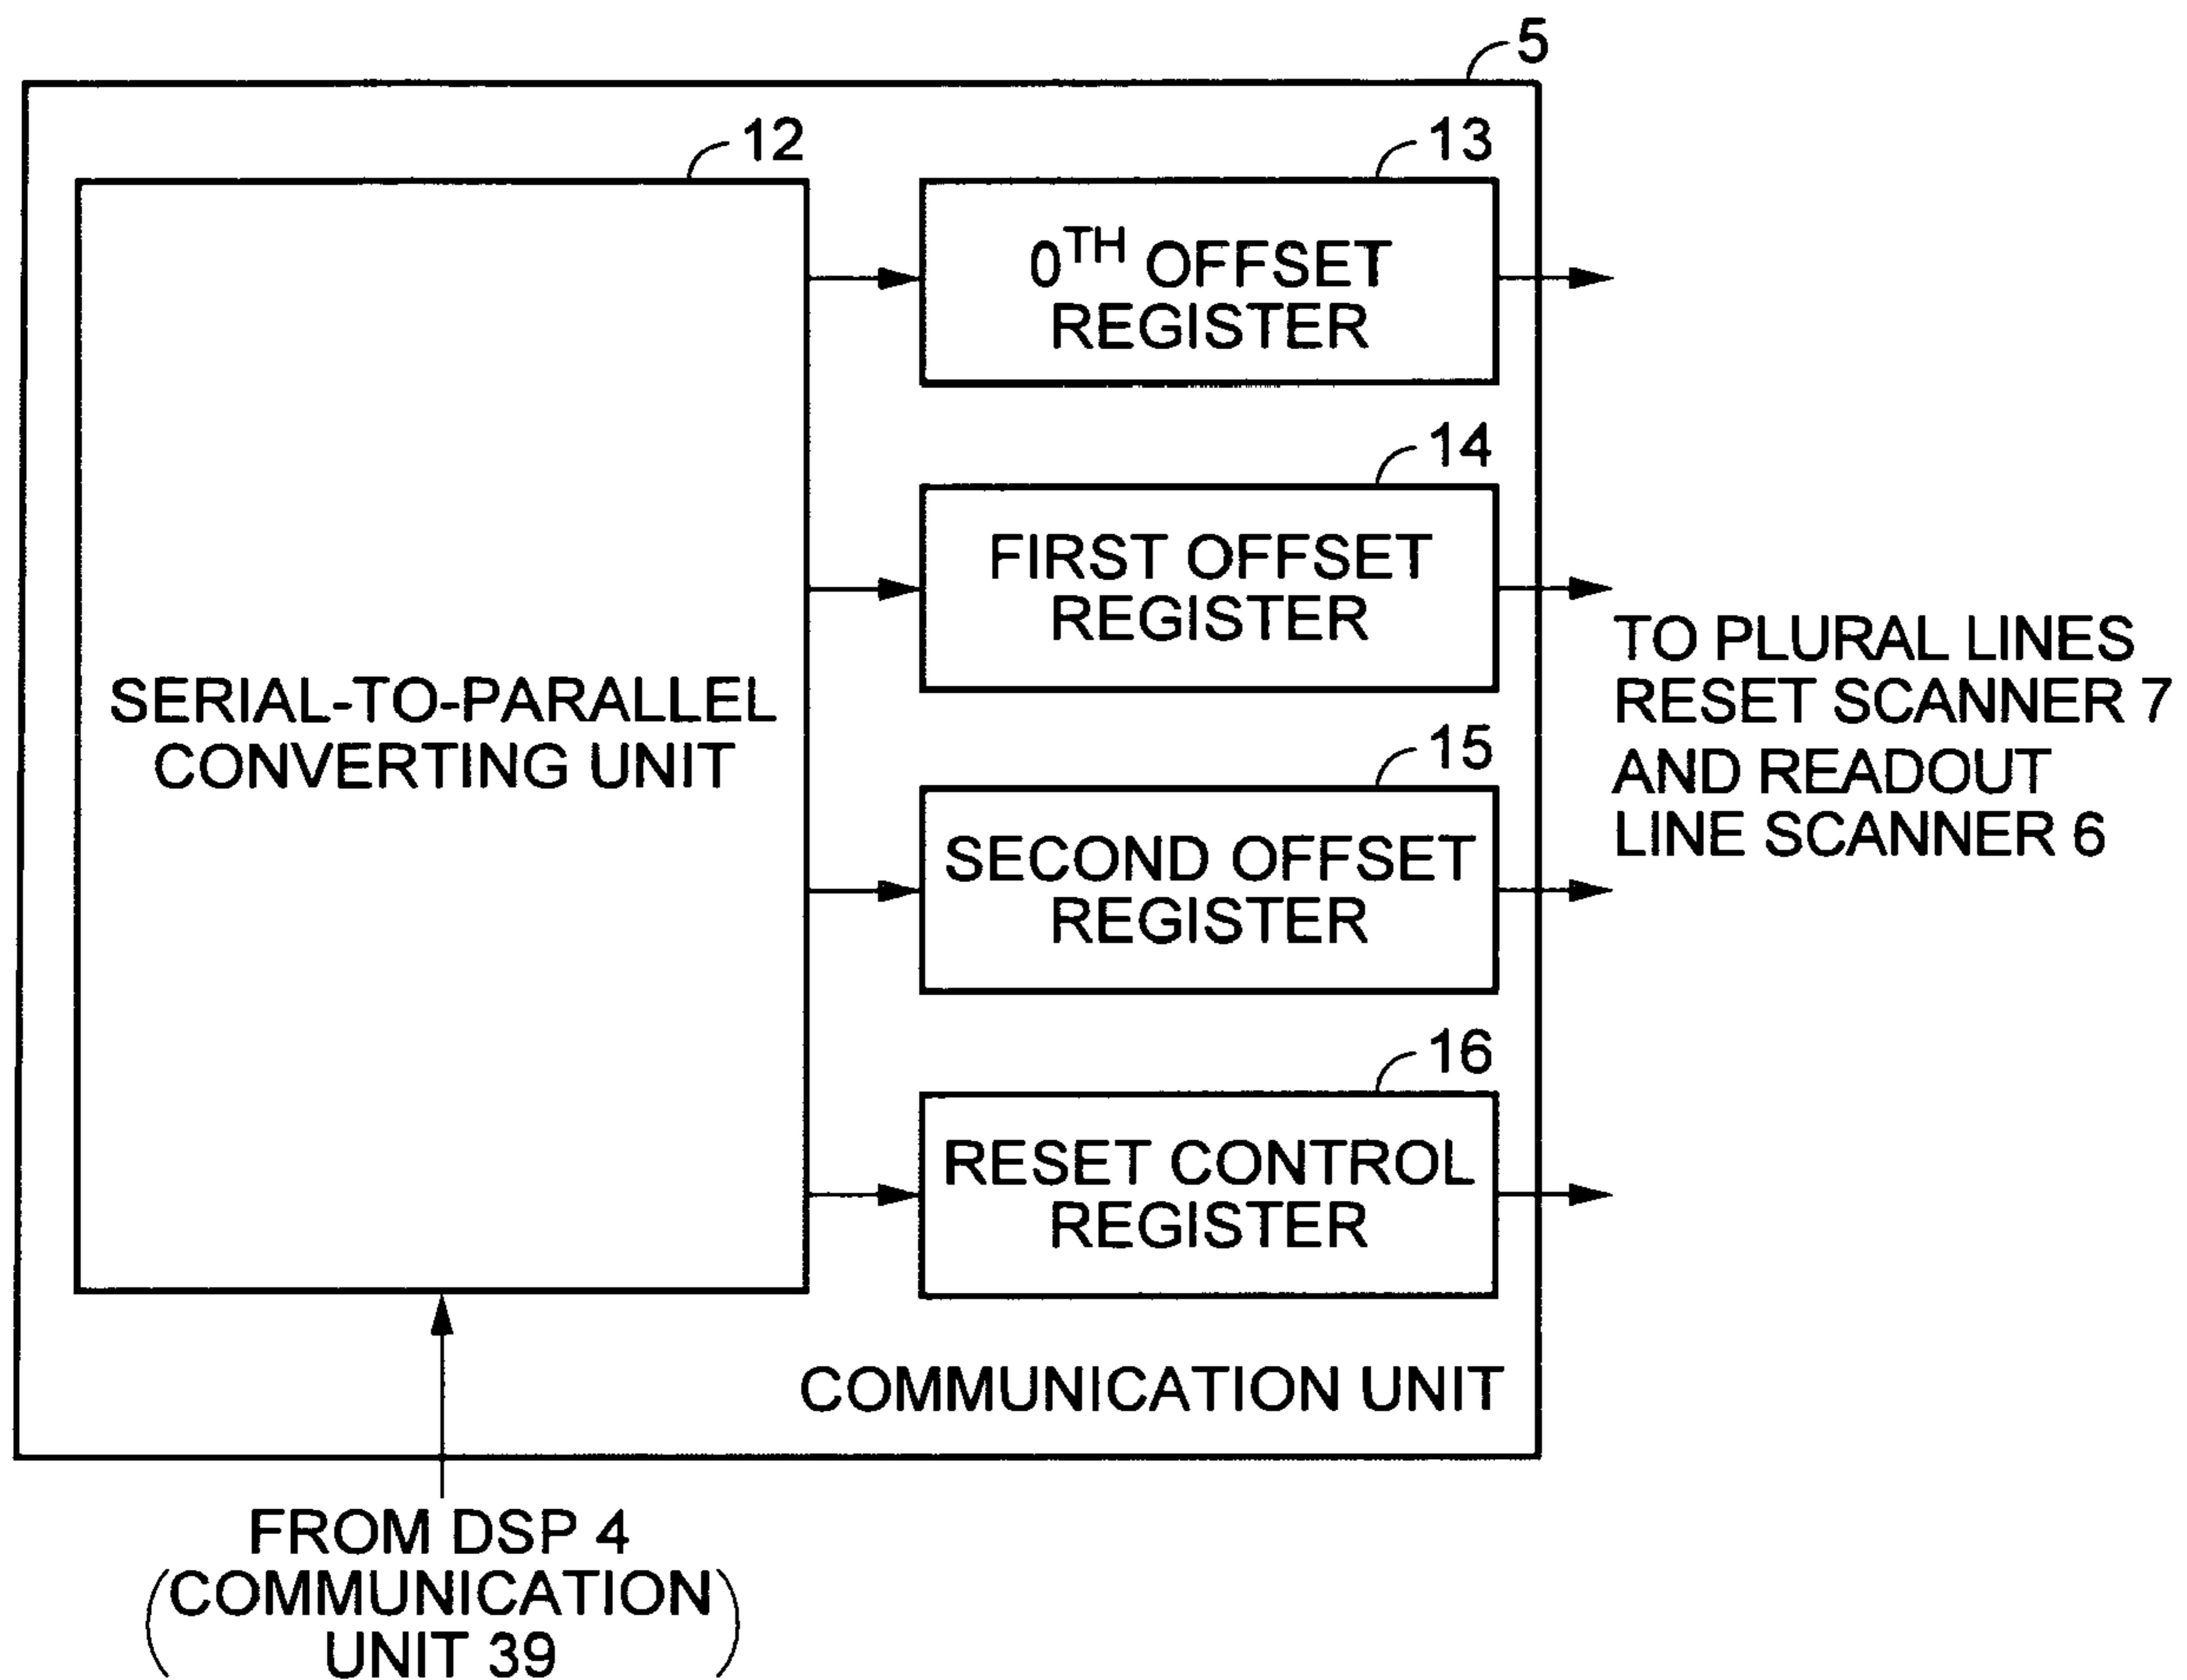 5
12
13
0TH OFFSET
REGISTER
14
FIRST OFFSET
REGISTER
SERIAL-TO-PARALLEL
CONVERTING UNIT
TO PLURAL LINES
RESET SCANNER 7
AND READOUT
LINE SCANNER 6
15
SECOND OFFSET
REGISTER
16
RESET CONTROL
REGISTER
COMMUNICATION UNIT
FROM DSP 4
(COMMUNICATION
UNIT 39)